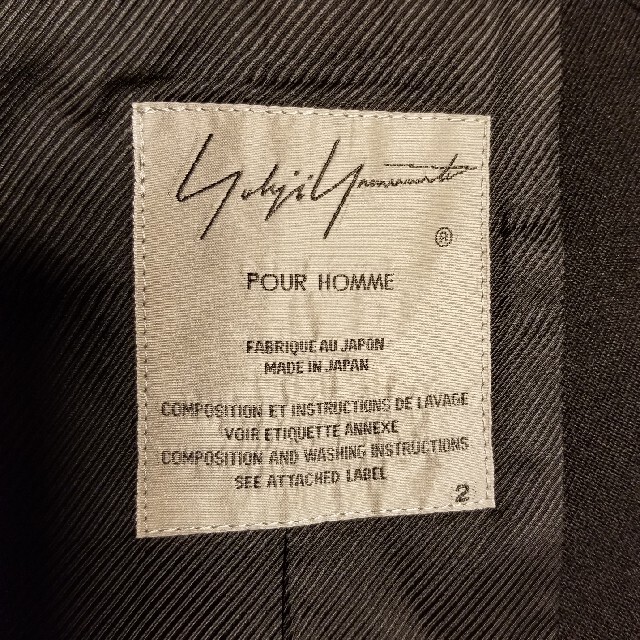 Yohji Yamamoto
®
POUR HOMME
FABRIQUE AU JAPON
MADE IN JAPAN
COMPOSITION ET INSTRUCTIONS DE LAVAGE
VOIR ETIQUETTE ANNEXE
COMPOSITION AND WASHING INSTRUCTIONS
SEE ATTACHED LABEL
2